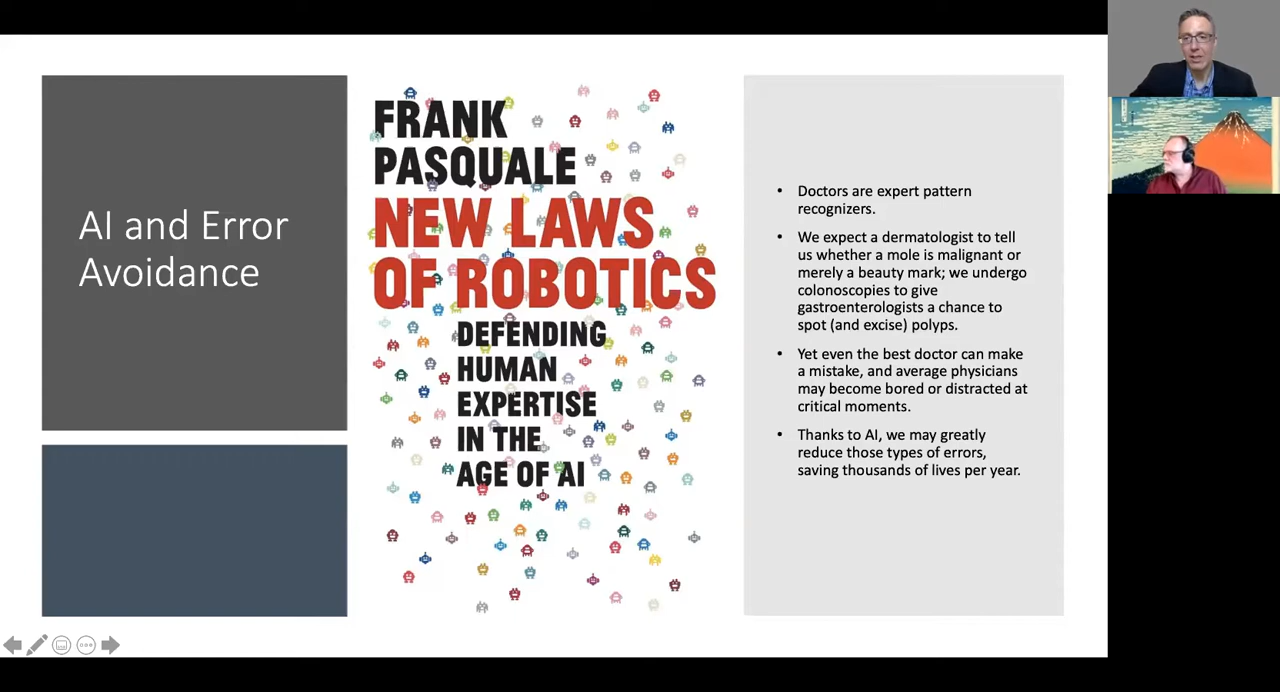 AI and Error
Avoidance
FRANK
PASQUALE
NEW LAWS
OF ROBOTICS
DEFENDING
HUMAN
EXPERTISE
IN THE
AGE OF AI
• Doctors are expert pattern
recognizers.
• We expect a dermatologist to tell
us whether a mole is malignant or
merely a beauty mark; we undergo
colonoscopies to give
gastroenterologists a chance to
spot (and excise) polyps.
• Yet even the best doctor can make
a mistake, and average physicians
may become bored or distracted at
critical moments.
• Thanks to AI, we may greatly
reduce those types of errors,
saving thousands of lives per year.